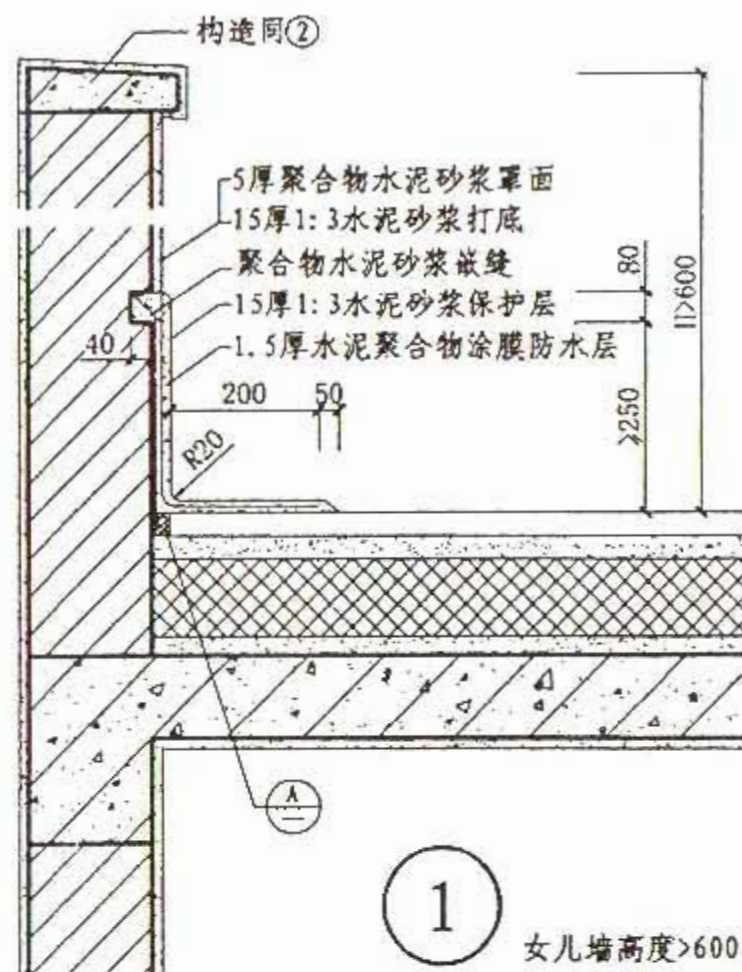 构造同②
5厚聚合物水泥砂浆罩面
15厚1:3水泥砂浆打底
聚合物水泥砂浆嵌缝
15厚1:3水泥砂浆保护层
1.5厚水泥聚合物涂膜防水层
40
200
50
R20
80
≥250
H>600
A
1
女儿墙高度>600